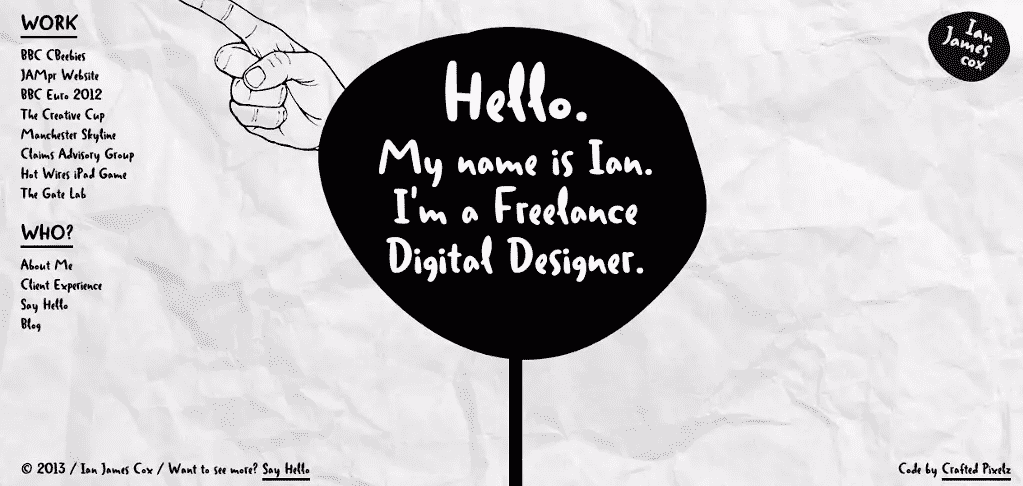 WORK
BBC CBeebies
JAMpr Website
BBC Euro 2012
The Creative Cup
Manchester Skyline
Claims Advisory Group
Hot Wires iPad Game
The Gate Lab
WHO?
About Me
Client Experience
Say Hello
Blog
Hello.
My name is Ian.
I'm a Freelance
Digital Designer.
Ian
James
cox
© 2013 / Ian James Cox / Want to see more? Say Hello
Code by Crafted Pixelz